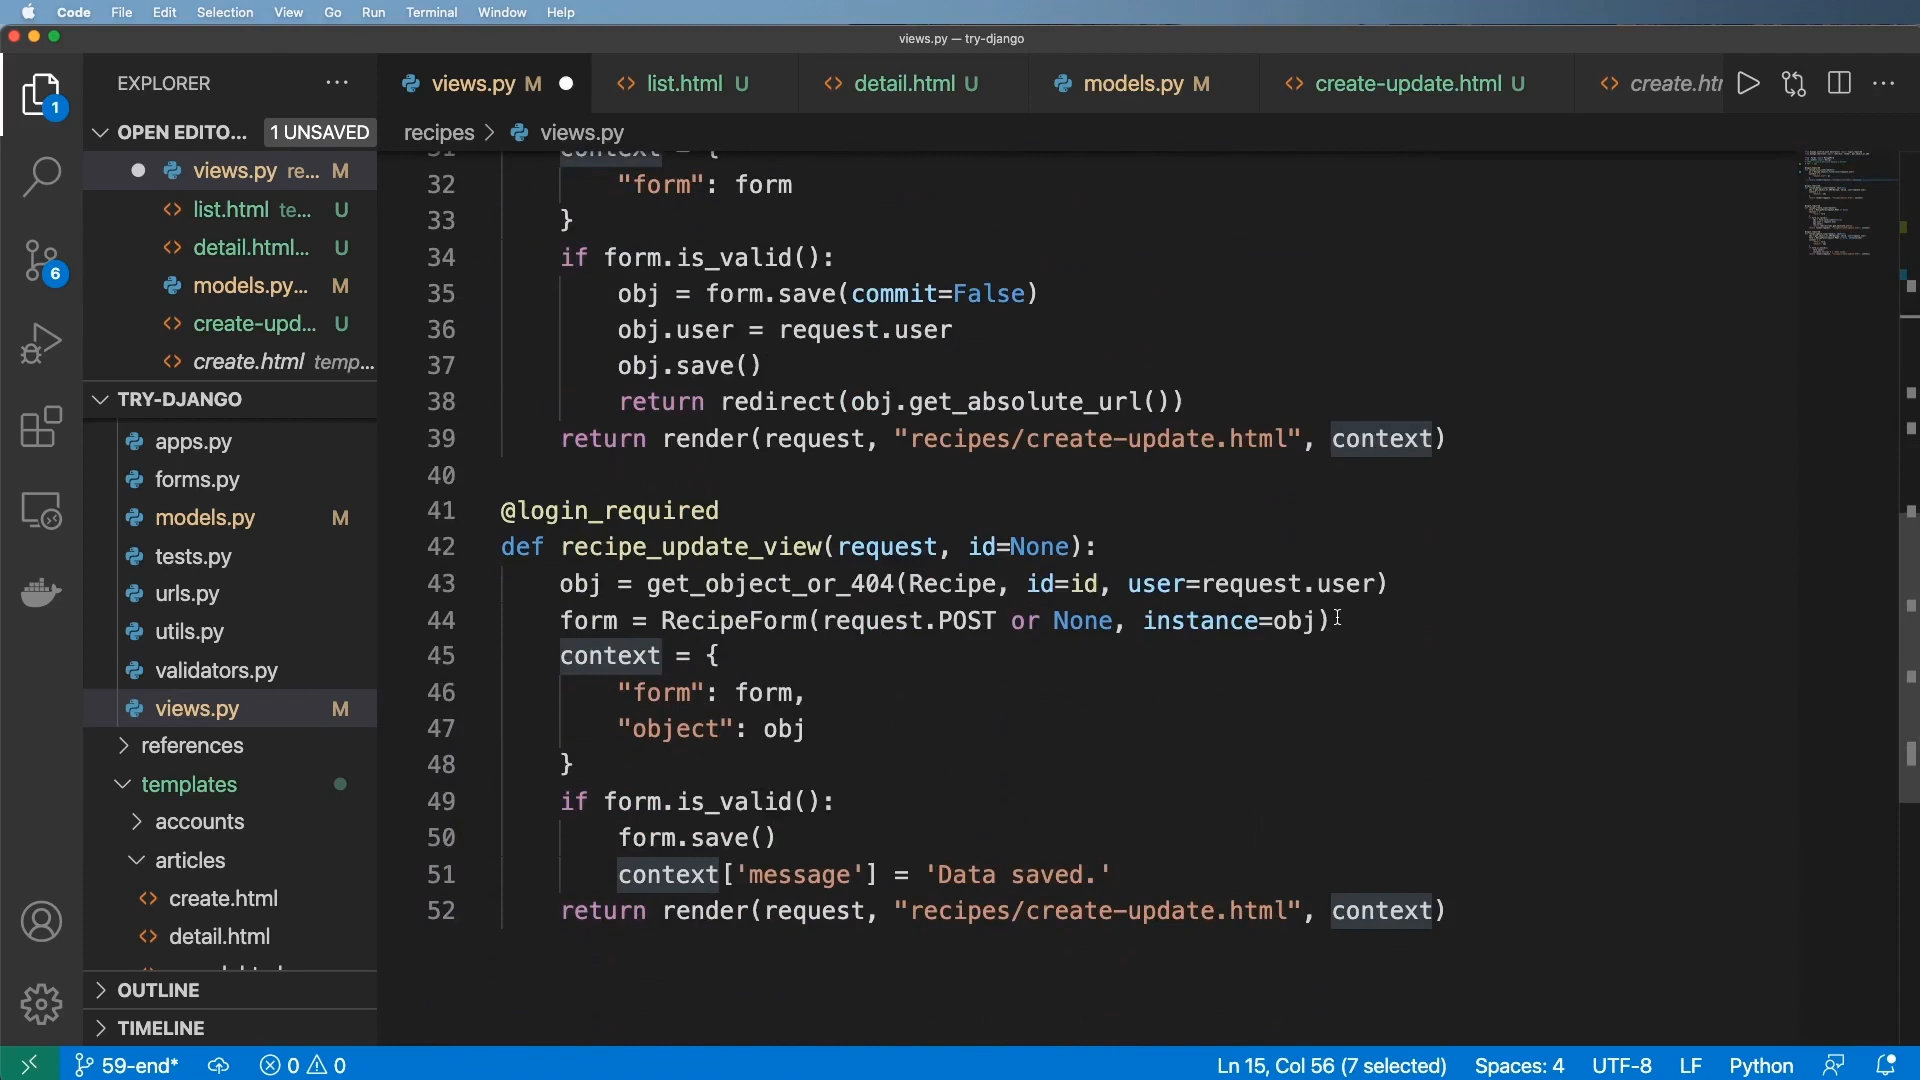 Code File Edit Selection View Go Run Terminal Window Help
views.py — try-django
EXPLORER
views.py M
list.html U
detail.html U
models.py M
create-update.html U
OPEN EDITO... 1 UNSAVED
recipes > views.py
views.py re... M
list.html te... U
detail.html... U
models.py... M
create-upd... U
create.html temp...
TRY-DJANGO
apps.py
forms.py
models.py M
tests.py
urls.py
utils.py
validators.py
views.py M
references
templates
accounts
articles
create.html
detail.html
OUTLINE
TIMELINE
1
6
31 context = {
32 "form": form
33 }
34 if form.is_valid():
35 obj = form.save(commit=False)
36 obj.user = request.user
37 obj.save()
38 return redirect(obj.get_absolute_url())
39 return render(request, "recipes/create-update.html", context)
40
41 @login_required
42 def recipe_update_view(request, id=None):
43 obj = get_object_or_404(Recipe, id=id, user=request.user)
44 form = RecipeForm(request.POST or None, instance=obj)
45 context = {
46 "form": form,
47 "object": obj
48 }
49 if form.is_valid():
50 form.save()
51 context['message'] = 'Data saved.'
52 return render(request, "recipes/create-update.html", context)
59-end* 0 0
Ln 15, Col 56 (7 selected) Spaces: 4 UTF-8 LF Python